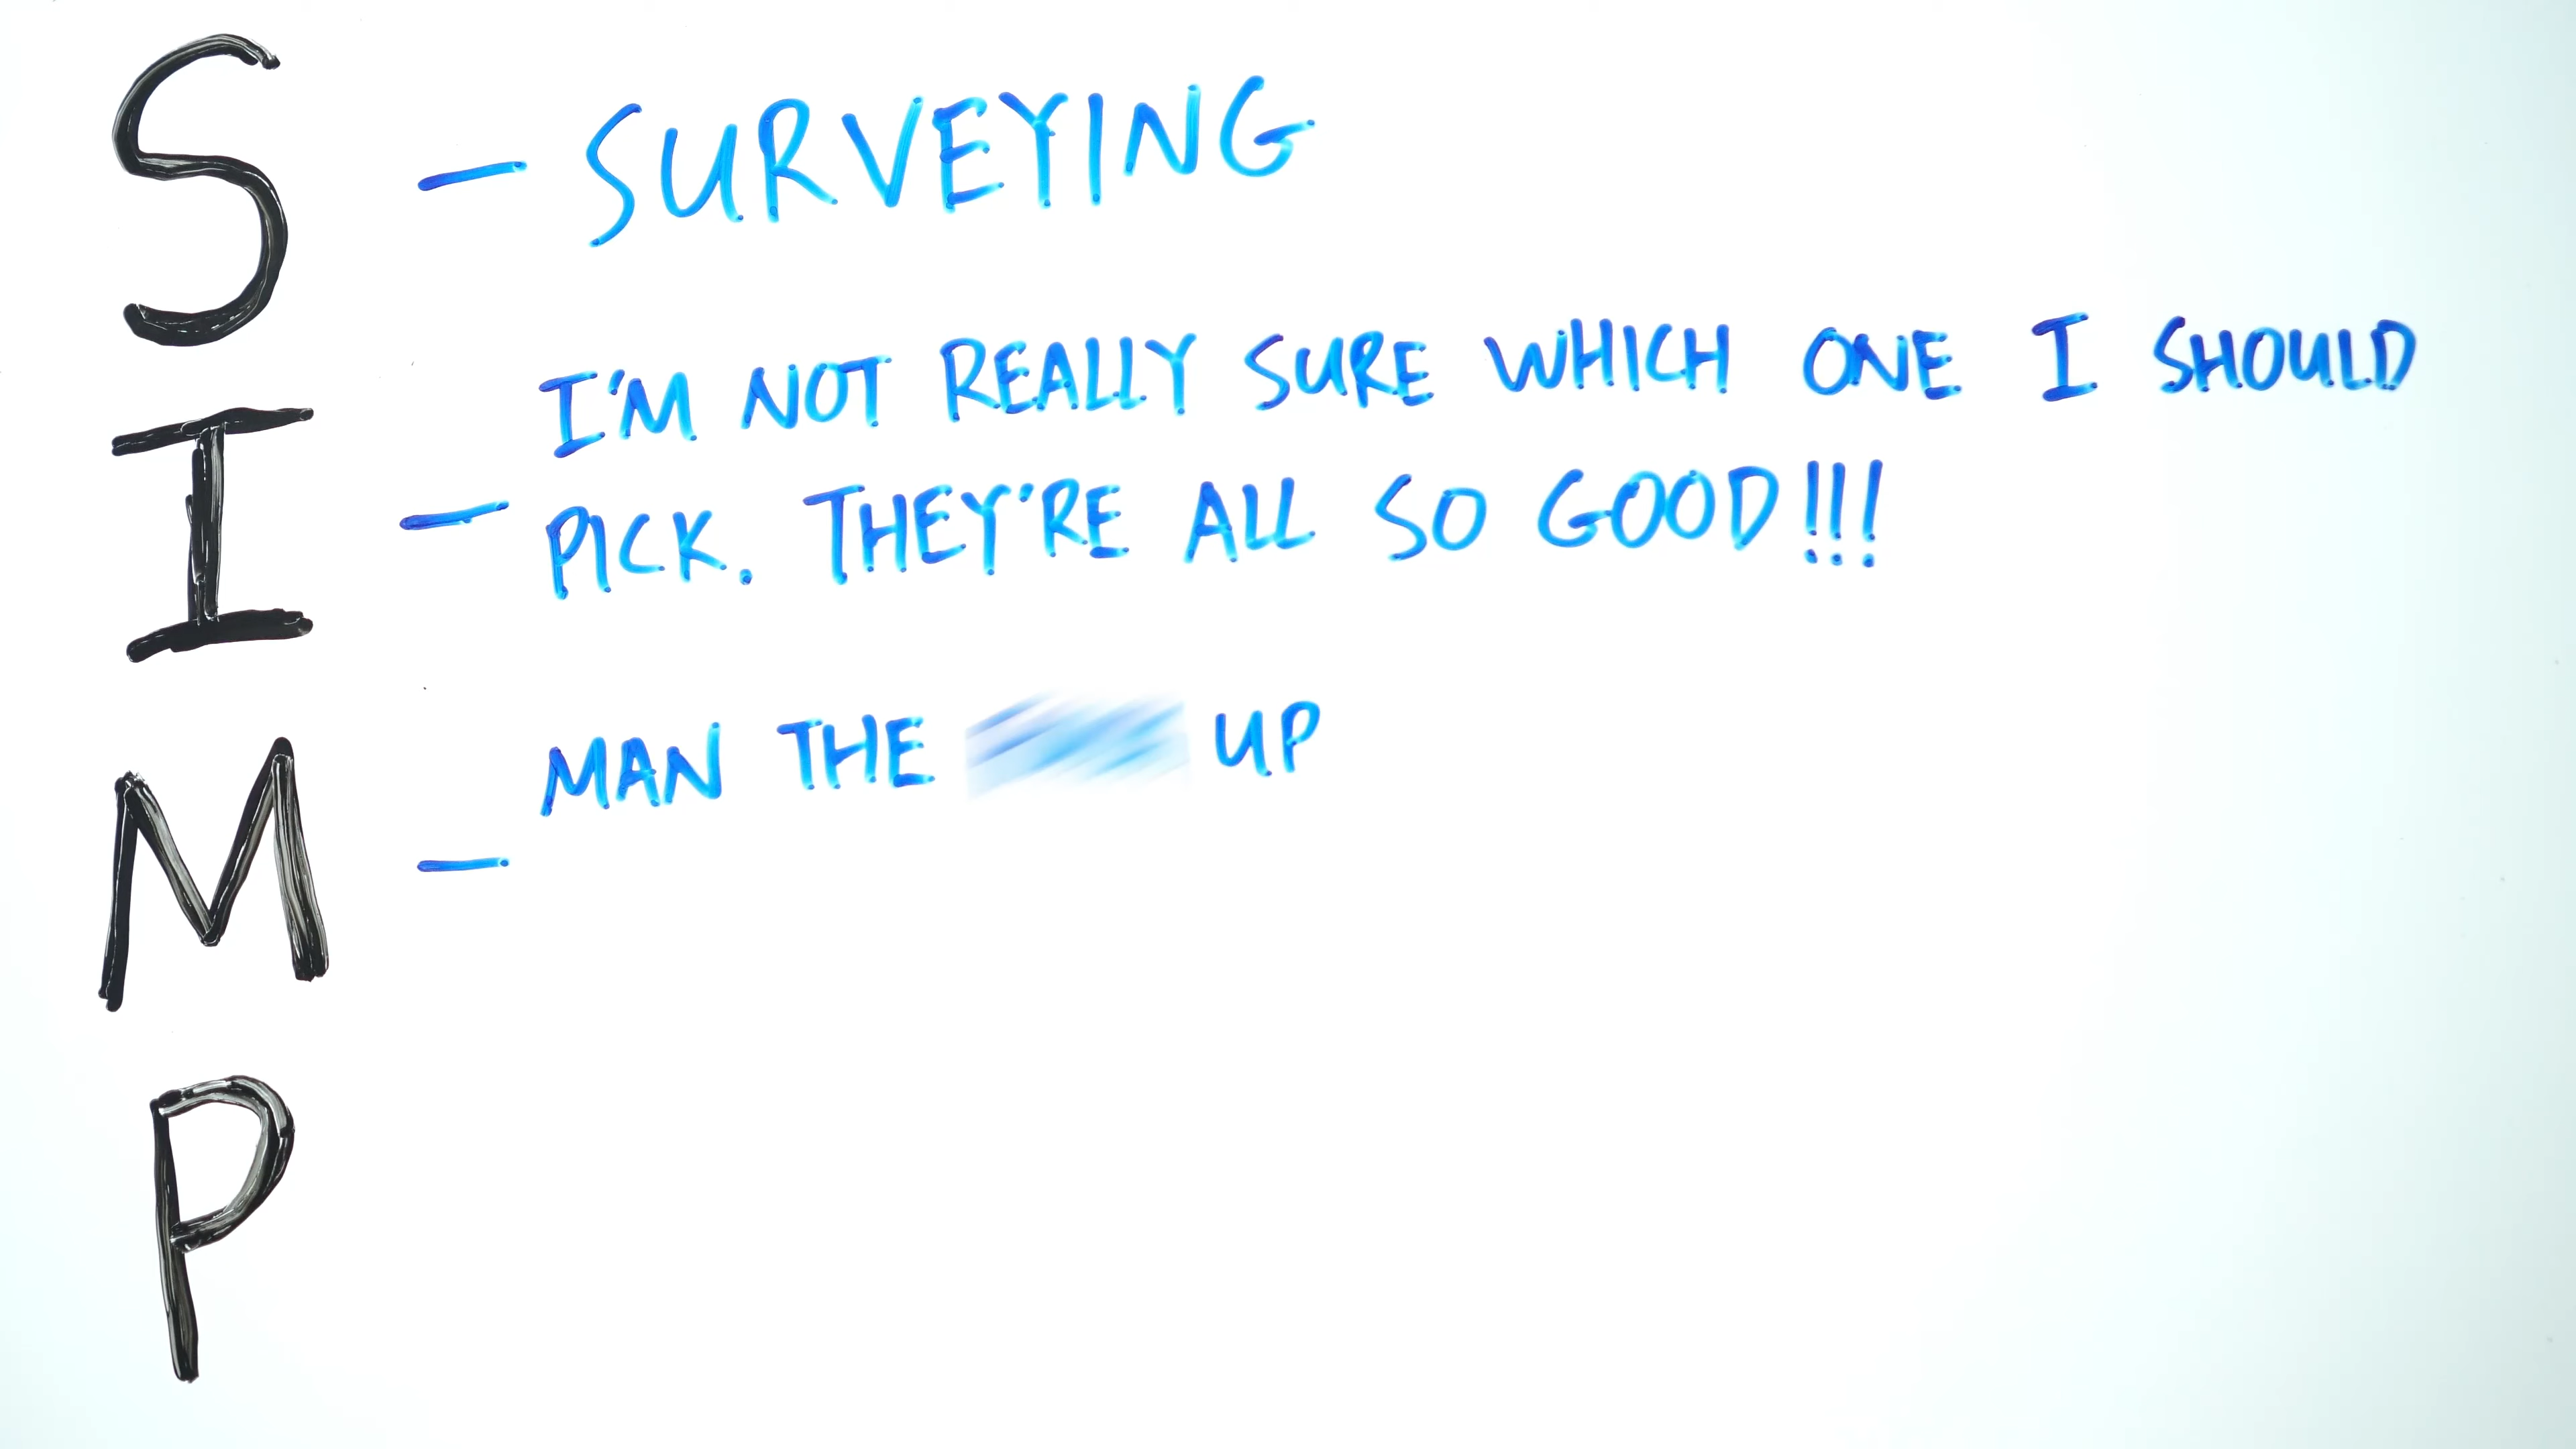 S - SURVEYING
I - I'M NOT REALLY SURE WHICH ONE I SHOULD
PICK. THEY'RE ALL SO GOOD!!!
M - MAN THE UP
P